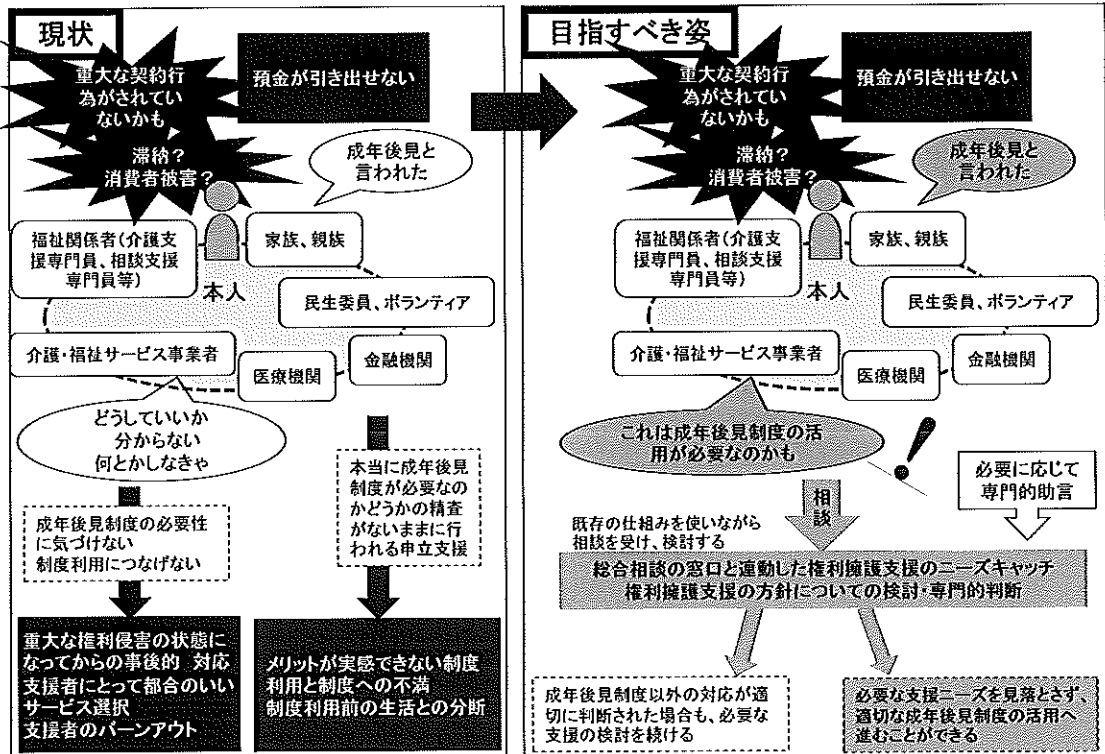 現状
重大な契約行
為がされてい
ないかも
預金が引き出せない
滞納?
消費者被害?
成年後見と
言われた
福祉関係者(介護支
援専門員、相談支援
専門員等)
家族、親族
本人
民生委員、ボランティア
介護・福祉サービス事業者
医療機関
金融機関
どうしていいか
分からない
何とかしなきゃ
成年後見制度の必要性
に気づけない
制度利用につなげない
本当に成年後見
制度が必要なの
かどうかの精査
がないままに行
われる申立支援
重大な権利侵害の状態に
なってからの事後的 対応
支援者にとって都合のいい
サービス選択
支援者のバーンアウト
メリットが実感できない制度
利用と制度への不満
制度利用前の生活との分断
目指すべき姿
重大な契約行
為がされてい
ないかも
預金が引き出せない
滞納?
消費者被害?
成年後見と
言われた
福祉関係者(介護支
援専門員、相談支援
専門員等)
家族、親族
本人
民生委員、ボランティア
介護・福祉サービス事業者
医療機関
金融機関
これは成年後見制度の活
用が必要なのかも
!
相談
必要に応じて
専門的助言
既存の仕組みを使いながら
相談を受け、検討する
総合相談の窓口と連動した権利擁護支援のニーズキャッチ
権利擁護支援の方針についての検討・専門的判断
成年後見制度以外の対応が適
切に判断された場合も、必要な
支援の検討を続ける
必要な支援ニーズを見落とさず、
適切な成年後見制度の活用へ
進むことができる